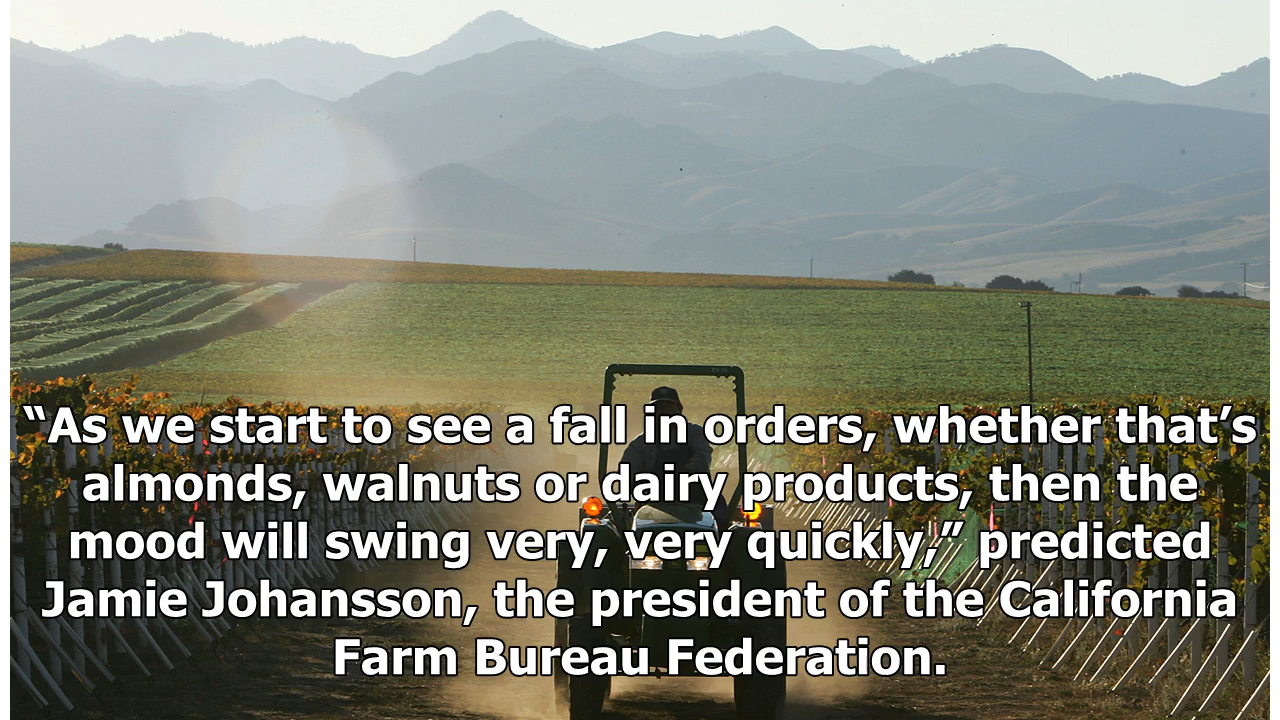 “As we start to see a fall in orders, whether that’s
almonds, walnuts or dairy products, then the
mood will swing very, very quickly,” predicted
Jamie Johansson, the president of the California
Farm Bureau Federation.